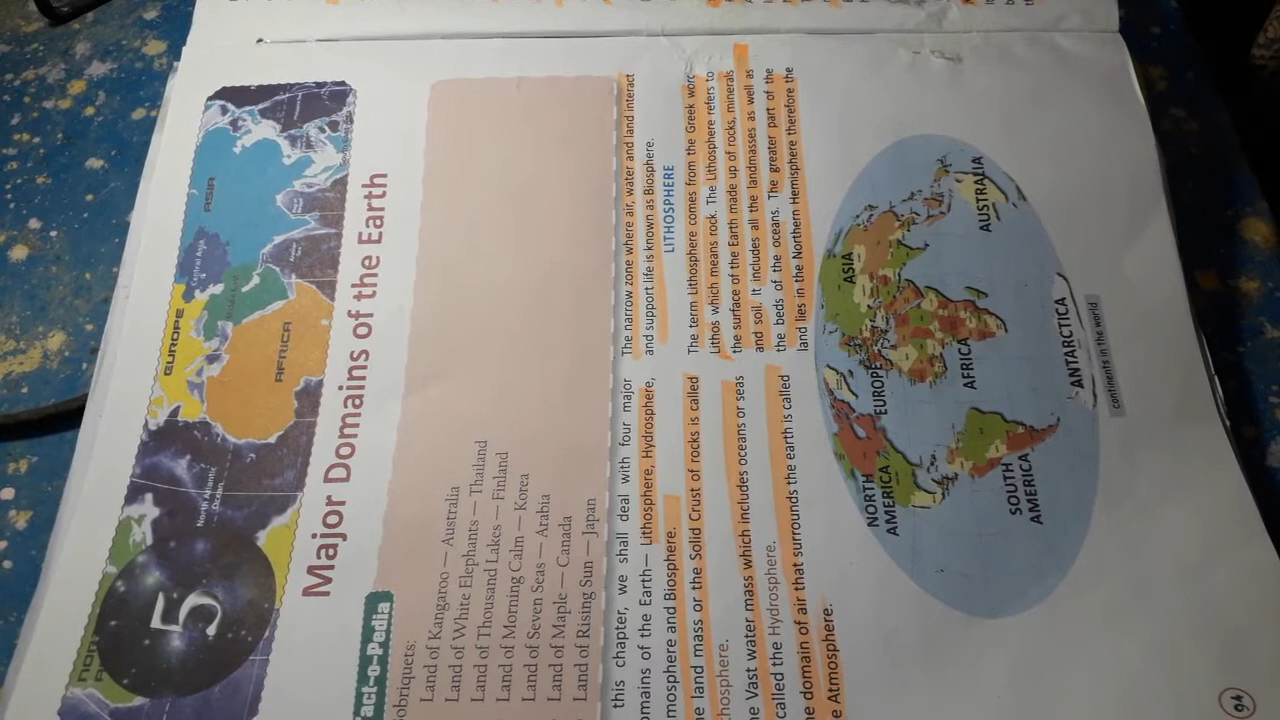 5
EUROPE
ASIA
Central Asia
AFRICA
North Atlantic
Ocean
Major Domains of the Earth
act-o-Pedia
obriquets:
Land of Kangaroo — Australia
Land of White Elephants — Thailand
Land of Thousand Lakes — Finland
Land of Morning Calm — Korea
Land of Seven Seas — Arabia
Land of Maple — Canada
Land of Rising Sun — Japan
this chapter, we shall deal with four major
omains of the Earth— Lithosphere, Hydrosphere,
mosphere and Biosphere.
e land mass or the Solid Crust of rocks is called
hosphere.
e Vast water mass which includes oceans or seas
called the Hydrosphere.
e domain of air that surrounds the earth is called
e Atmosphere.
The narrow zone where air, water and land interact
and support life is known as Biosphere.
LITHOSPHERE
The term Lithosphere comes from the Greek wor
Lithos which means rock. The Lithosphere refers to
the surface of the Earth made up of rocks, minerals
and soil. It includes all the landmasses as well as
the beds of the oceans. The greater part of the
land lies in the Northern Hemisphere therefore the
NORTH
AMERICA
EUROPE
ASIA
AFRICA
SOUTH
AMERICA
AUSTRALIA
ANTARCTICA
continents in the world